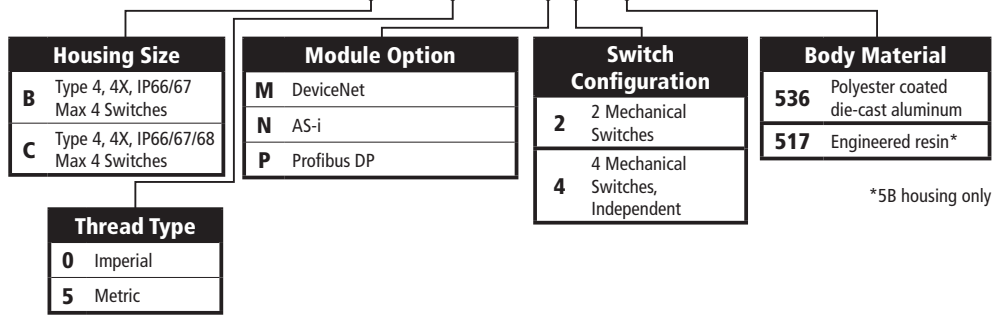 Housing Size
B Type 4, 4X, IP66/67
Max 4 Switches
C Type 4, 4X, IP66/67/68
Max 4 Switches
Thread Type
0 Imperial
5 Metric
Module Option
M DeviceNet
N AS-i
P Profibus DP
Switch
Configuration
2 2 Mechanical
Switches
4 4 Mechanical
Switches,
Independent
Body Material
536 Polyester coated
die-cast aluminum
517 Engineered resin*
*5B housing only